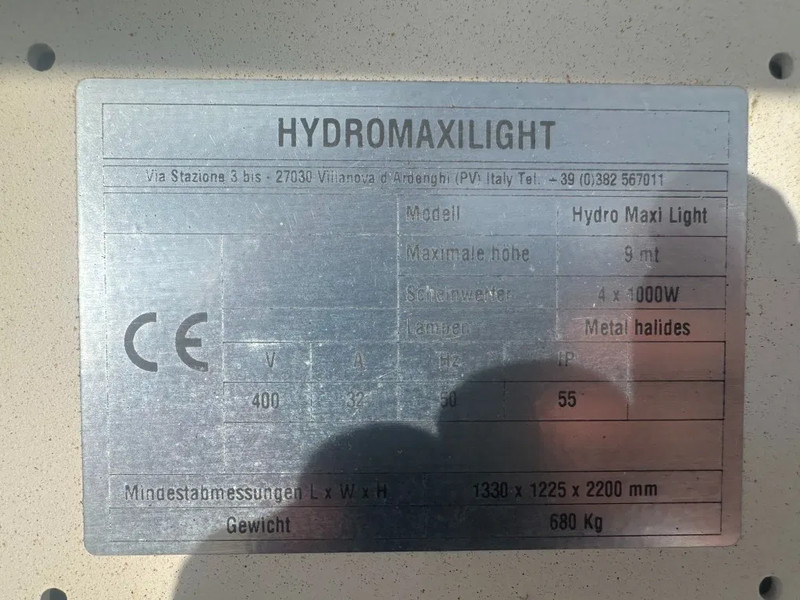 HYDROMAXILIGHT
Via Stazione 3 bis - 27030 Villanova d'Ardenghi (PV) Italy Tel. +39 (0)382 567011
Modell Hydro Maxi Light
Maximale höhe 9 mt
Scheinwerfer 4 x 1000W
Lampen Metal halides
CE
V A Hz IP
400 32 50 55
Mindestabmessungen L x W x H 1330 x 1225 x 2200 mm
Gewicht 680 Kg